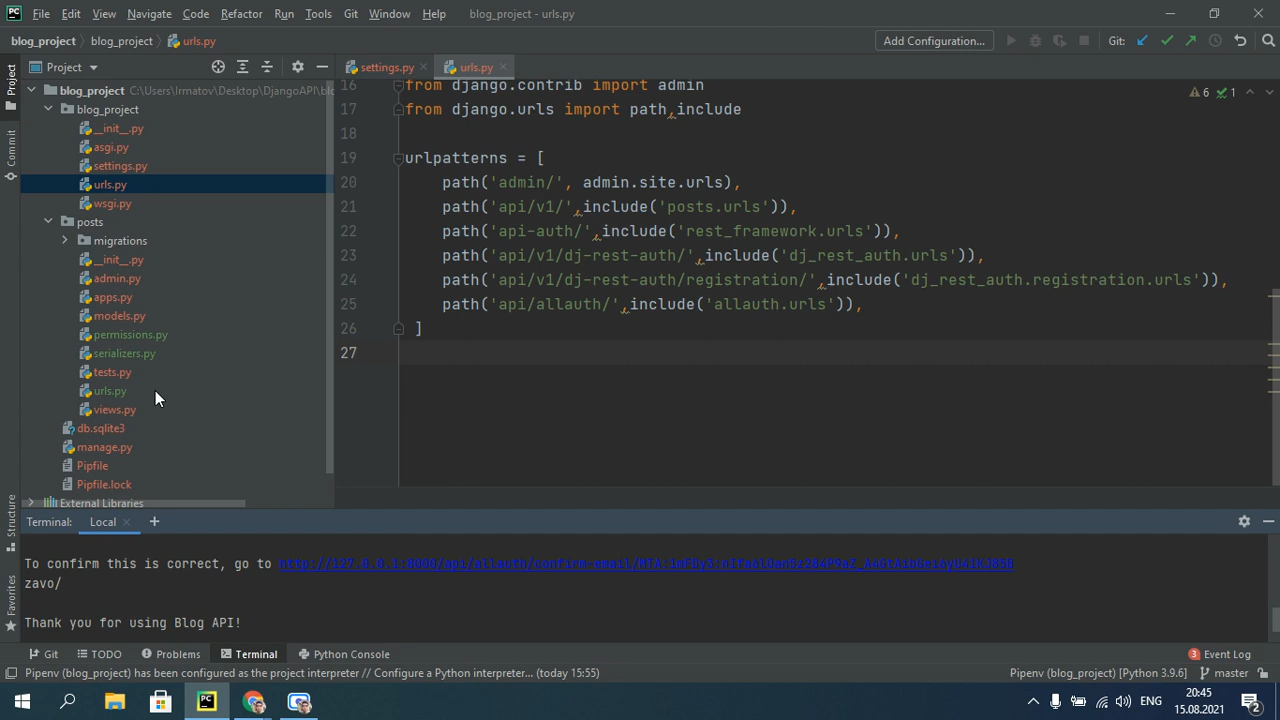 PC File Edit View Navigate Code Refactor Run Tools Git Window Help blog_project - urls.py
blog_project blog_project urls.py Add Configuration... Git:
Project settings.py urls.py
Project
Commit
Structure
Favorites
blog_project C:\Users\Irmatov\Desktop\DjangoAPI\blo
blog_project
__init__.py
asgi.py
settings.py
urls.py
wsgi.py
posts
migrations
__init__.py
admin.py
apps.py
models.py
permissions.py
serializers.py
tests.py
urls.py
views.py
db.sqlite3
manage.py
Pipfile
Pipfile.lock
External Libraries
6 1
16 from django.contrib import admin
17 from django.urls import path,include
18
19 urlpatterns = [
20 path('admin/', admin.site.urls),
21 path('api/v1/',include('posts.urls')),
22 path('api-auth/',include('rest_framework.urls')),
23 path('api/v1/dj-rest-auth/',include('dj_rest_auth.urls')),
24 path('api/v1/dj-rest-auth/registration/',include('dj_rest_auth.registration.urls')),
25 path('api/allauth/',include('allauth.urls')),
26 ]
27
Terminal: Local
To confirm this is correct, go to
zavo/
Thank you for using Blog API!
Git TODO Problems Terminal Python Console 3 Event Log
Pipenv (blog_project) has been configured as the project interpreter // Configure a Python interpreter... (today 15:55) Pipenv (blog_project) [Python 3.9.6] master
PC ENG 20:45
15.08.2021 2